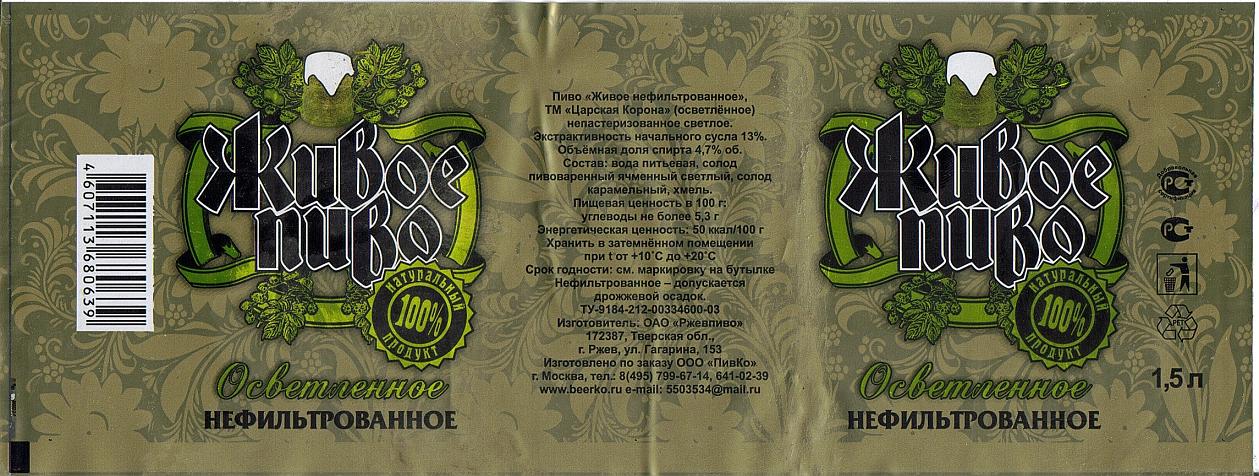 4 607113 680639
Живое
пиво
НАТУРАЛЬНЫЙ
100%
ПРОДУКТ
Осветленное
НЕФИЛЬТРОВАННОЕ
Пиво «Живое нефильтрованное»,
ТМ «Царская Корона» (осветлённое)
непастеризованное светлое.
Экстрактивность начального сусла 13%.
Объёмная доля спирта 4,7% об.
Состав: вода питьевая, солод
пивоваренный ячменный светлый, солод
карамельный, хмель.
Пищевая ценность в 100 г:
углеводы не более 5,3 г
Энергетическая ценность: 50 ккал/100 г
Хранить в затемнённом помещении
при t от +10°С до +20°С
Срок годности: см. маркировку на бутылке
Нефильтрованное – допускается
дрожжевой осадок.
ТУ-9184-212-00334600-03
Изготовитель: ОАО «Ржевпиво»
172387, Тверская обл.,
г. Ржев, ул. Гагарина, 153
Изготовлено по заказу ООО «ПивКо»
г. Москва, тел.: 8(495) 799-67-14, 641-02-39
www.beerko.ru e-mail: 5503534@mail.ru
Живое
пиво
НАТУРАЛЬНЫЙ
100%
ПРОДУКТ
Осветленное
НЕФИЛЬТРОВАННОЕ
Добровольная
РСТ
сертификация
РСТ
PET
1,5 л